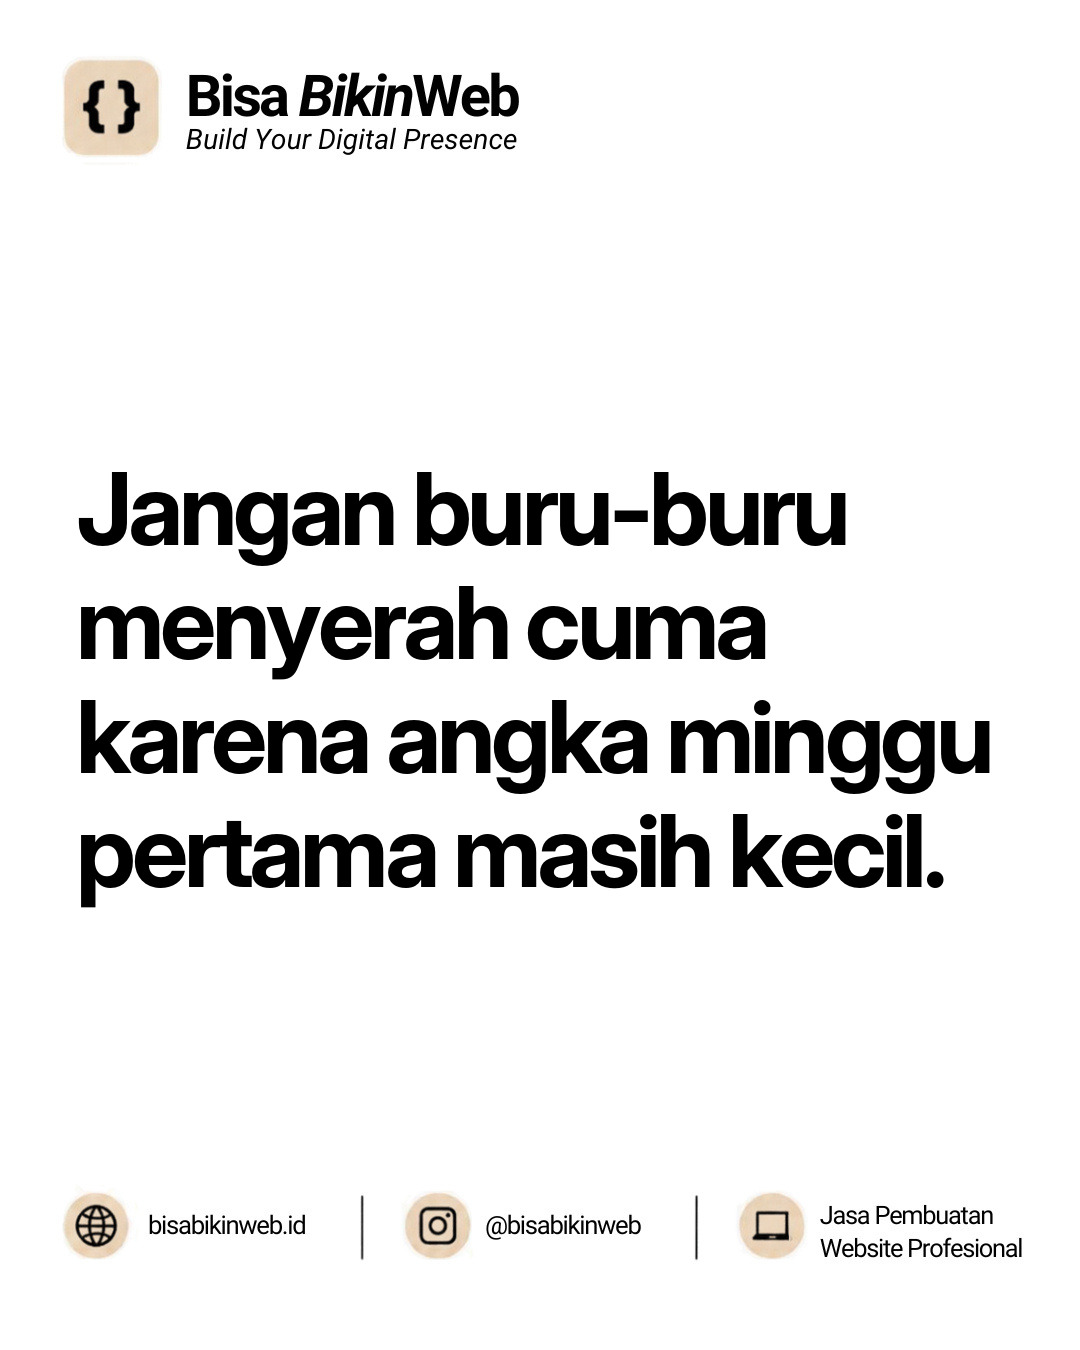 { }
Bisa BikinWeb
Build Your Digital Presence
Jangan buru-buru
menyerah cuma
karena angka minggu
pertama masih kecil.
bisabikinweb.id
@bisabikinweb
Jasa Pembuatan
Website Profesional